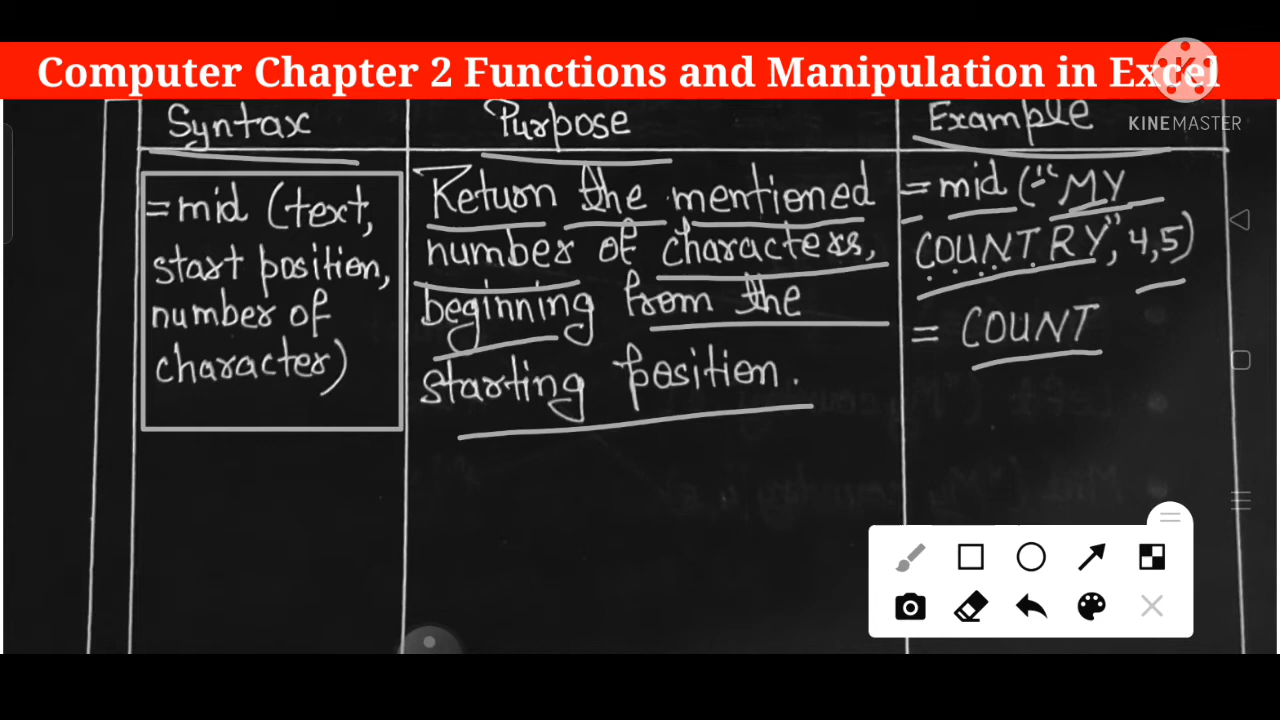 Computer Chapter 2 Functions and Manipulation in Excel
KINEMASTER
Syntax
Purpose
Example
=mid (text,
start position,
number of
character)
Return the mentioned
number of characters,
beginning from the
starting position.
= mid ("MY
COUNTRY", 4,5)
= COUNT